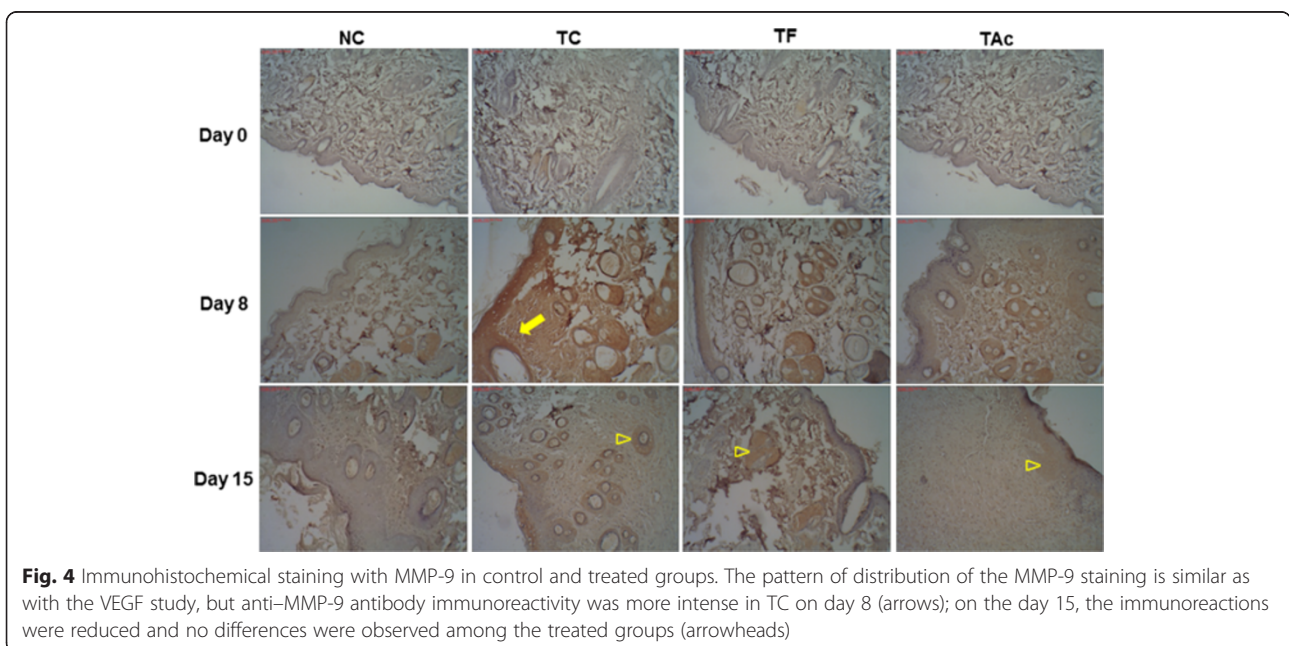 NC TC TF TAc
Day 0
Day 8
Day 15
Fig. 4 Immunohistochemical staining with MMP-9 in control and treated groups. The pattern of distribution of the MMP-9 staining is similar as
with the VEGF study, but anti–MMP-9 antibody immunoreactivity was more intense in TC on day 8 (arrows); on the day 15, the immunoreactions
were reduced and no differences were observed among the treated groups (arrowheads)